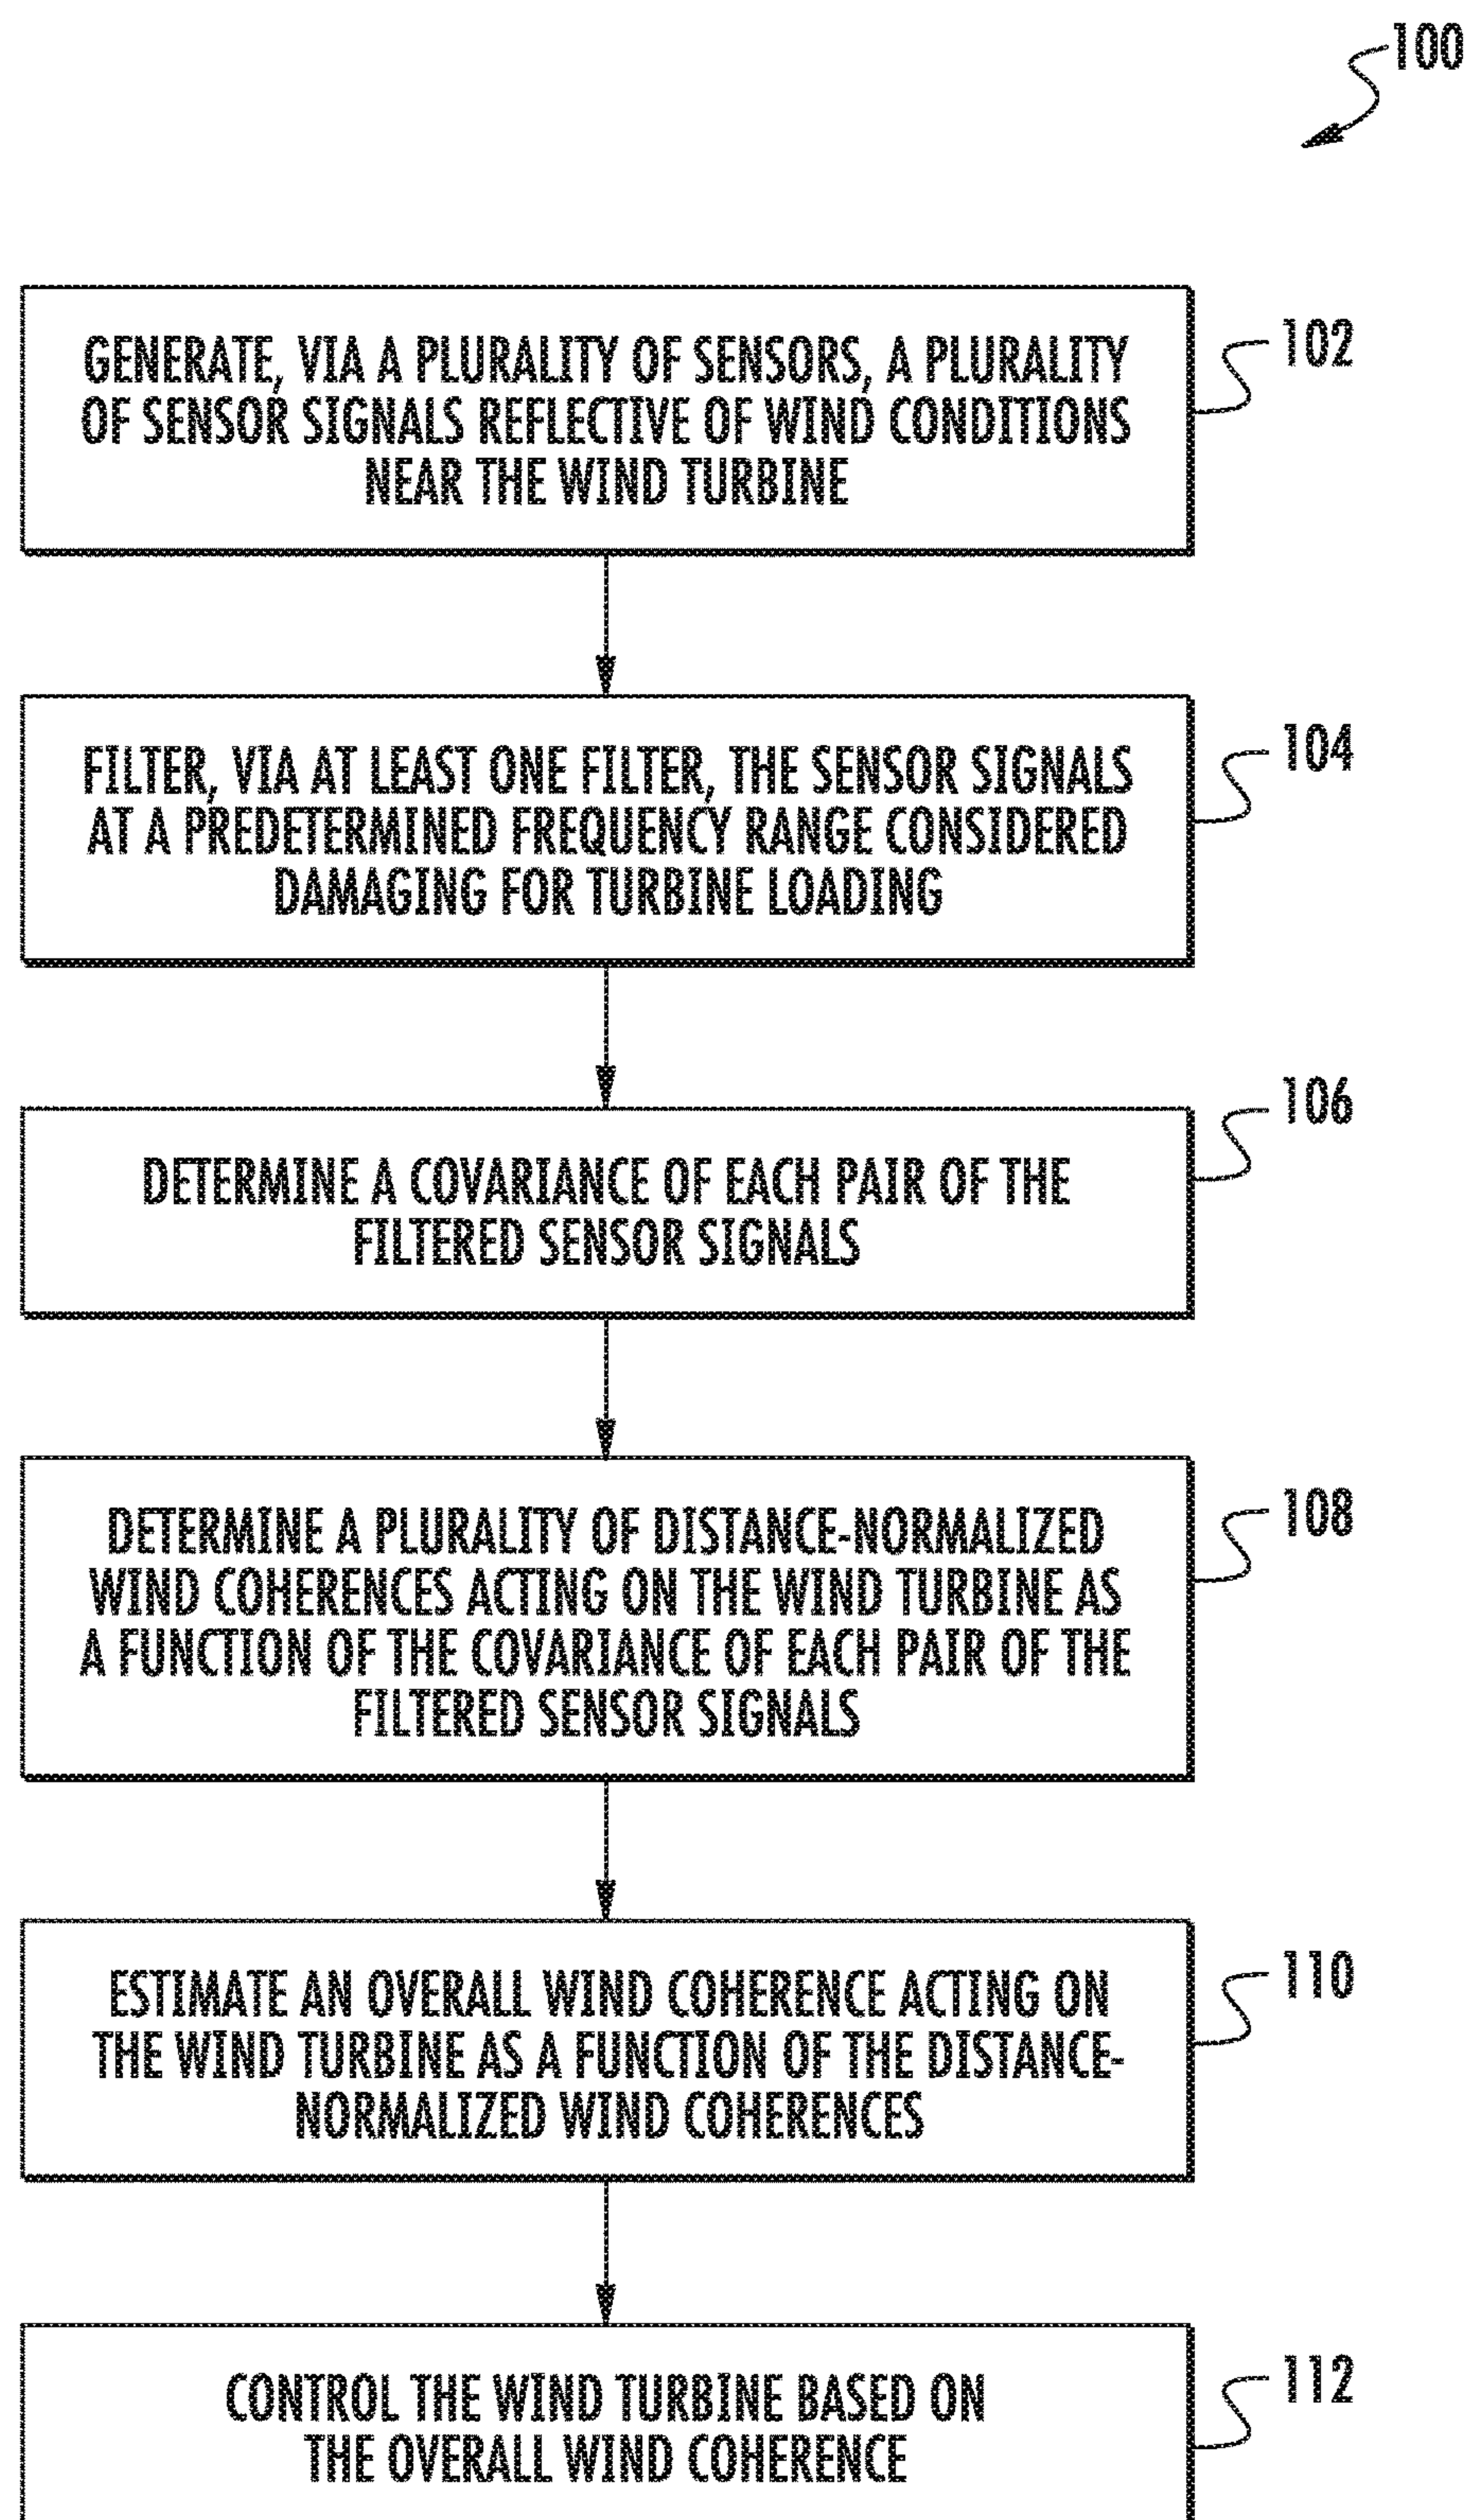 100
GENERATE, VIA A PLURALITY OF SENSORS, A PLURALITY
OF SENSOR SIGNALS REFLECTIVE OF WIND CONDITIONS
NEAR THE WIND TURBINE
102
FILTER, VIA AT LEAST ONE FILTER, THE SENSOR SIGNALS
AT A PREDETERMINED FREQUENCY RANGE CONSIDERED
DAMAGING FOR TURBINE LOADING
104
DETERMINE A COVARIANCE OF EACH PAIR OF THE
FILTERED SENSOR SIGNALS
106
DETERMINE A PLURALITY OF DISTANCE-NORMALIZED
WIND COHERENCES ACTING ON THE WIND TURBINE AS
A FUNCTION OF THE COVARIANCE OF EACH PAIR OF THE
FILTERED SENSOR SIGNALS
108
ESTIMATE AN OVERALL WIND COHERENCE ACTING ON
THE WIND TURBINE AS A FUNCTION OF THE DISTANCE-
NORMALIZED WIND COHERENCES
110
CONTROL THE WIND TURBINE BASED ON
THE OVERALL WIND COHERENCE
112